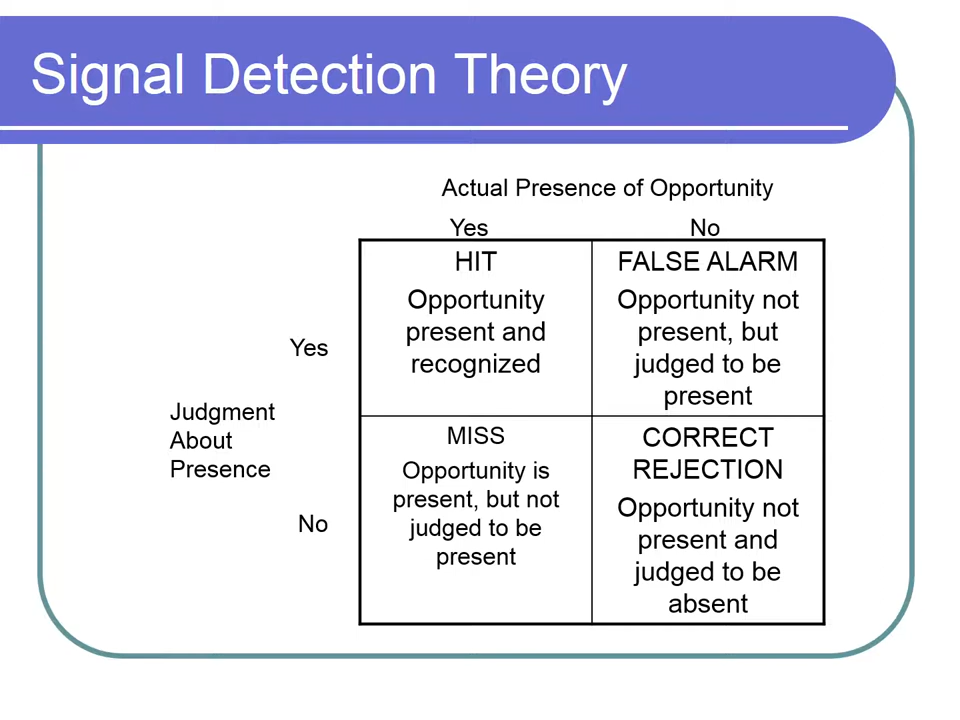 Signal Detection Theory
Actual Presence of Opportunity
Yes No
HIT
Opportunity
present and
recognized
FALSE ALARM
Opportunity not
present, but
judged to be
present
Yes
Judgment
About
Presence
No
MISS
Opportunity is
present, but not
judged to be
present
CORRECT
REJECTION
Opportunity not
present and
judged to be
absent